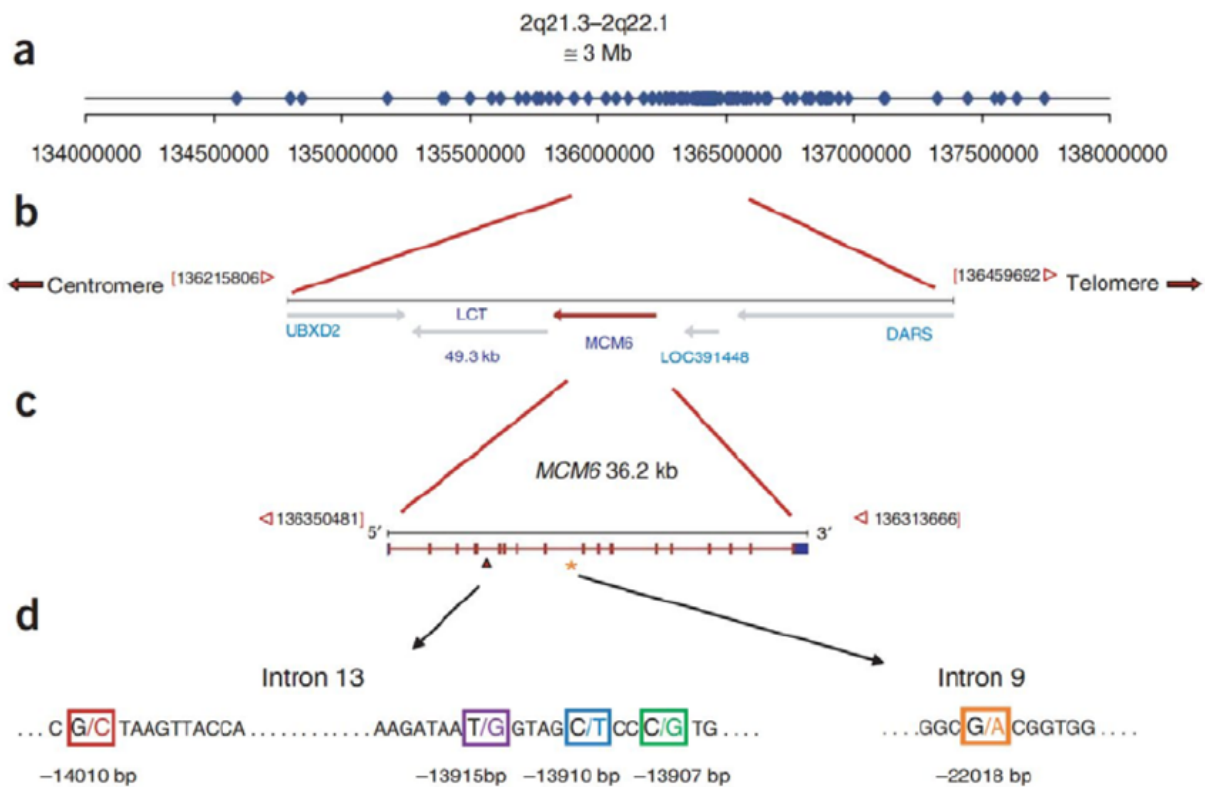 2q21.3–2q22.1
a
≅ 3 Mb
134000000 134500000 135000000 135500000 136000000 136500000 137000000 137500000 138000000
b
Centromere [136215806 [136459692 Telomere
UBXD2 LCT MCM6 LOC391448 DARS
49.3 kb
c
MCM6 36.2 kb
136350481] 5′ 3′ 136313666]
*
d
Intron 13 Intron 9
....C G/C TAAGTTACCA............AAGATAA T/G GTAG C/T CC C/G TG.... ....GGC G/A CGGTGG....
–14010 bp –13915bp –13910 bp –13907 bp –22018 bp